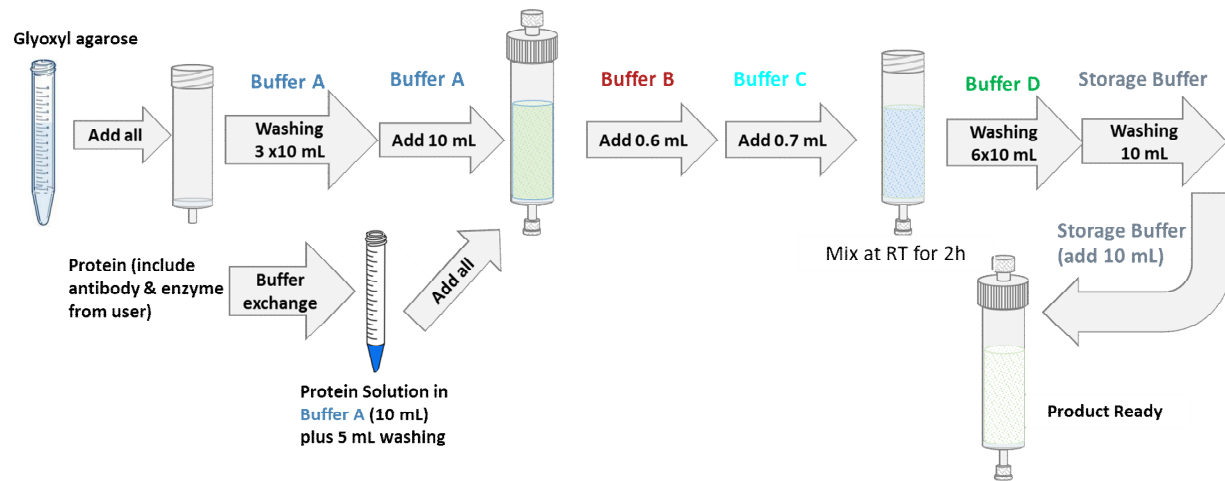 Glyoxyl agarose
Add all
Buffer A
Washing
3 x10 mL
Buffer A
Add 10 mL
Buffer B
Add 0.6 mL
Buffer C
Add 0.7 mL
Mix at RT for 2h
Buffer D
Washing
6x10 mL
Storage Buffer
Washing
10 mL
Storage Buffer
(add 10 mL)
Protein (include
antibody & enzyme
from user)
Buffer
exchange
Add all
Protein Solution in
Buffer A (10 mL)
plus 5 mL washing
Product Ready